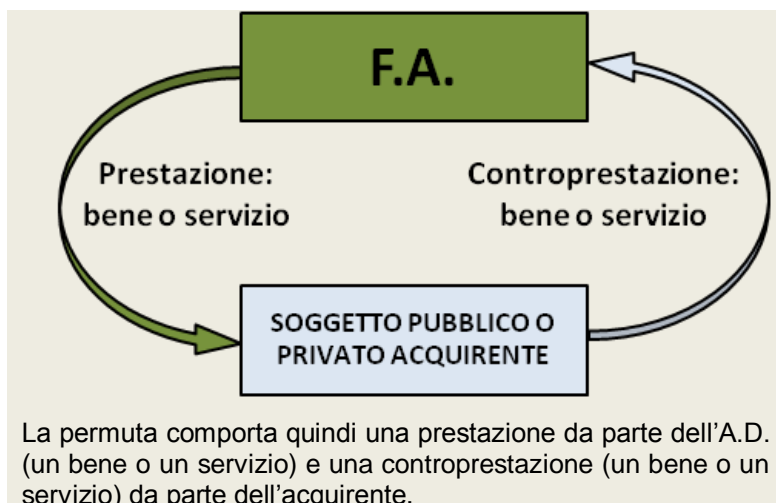 F.A.
Prestazione:
bene o servizio
Controprestazione:
bene o servizio
SOGGETTO PUBBLICO O
PRIVATO ACQUIRENTE
La permuta comporta quindi una prestazione da parte dell'A.D.
(un bene o un servizio) e una controprestazione (un bene o un
servizio) da parte dell'acquirente.